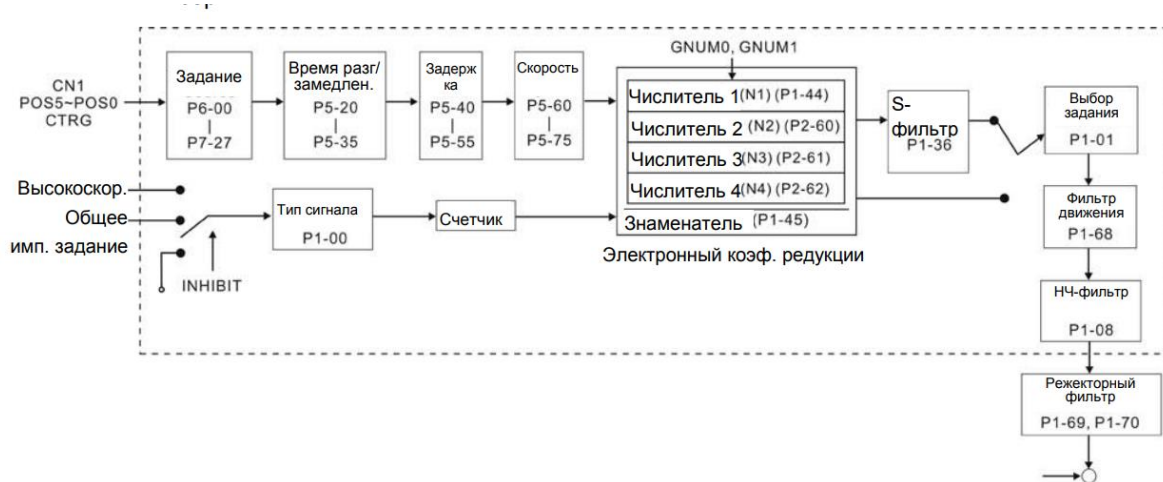 CN1
POS5~POS0
CTRG
Задание
P6-00
P7-27
Время разг/
замедлен.
P5-20
P5-35
Задерж
ка
P5-40
P5-55
Скорость
P5-60
P5-75
GNUM0, GNUM1
Числитель 1(N1) (P1-44)
Числитель 2 (N2) (P2-60)
Числитель 3(N3) (P2-61)
Числитель 4(N4) (P2-62)
Знаменатель (P1-45)
Электронный коэф. редукции
S-
фильтр
P1-36
Выбор
задания
P1-01
Фильтр
движения
P1-68
НЧ-фильтр
P1-08
Режекторный
фильтр
P1-69, P1-70
Высокоскор.
Общее
имп. задание
INHIBIT
Тип сигнала
P1-00
Счетчик